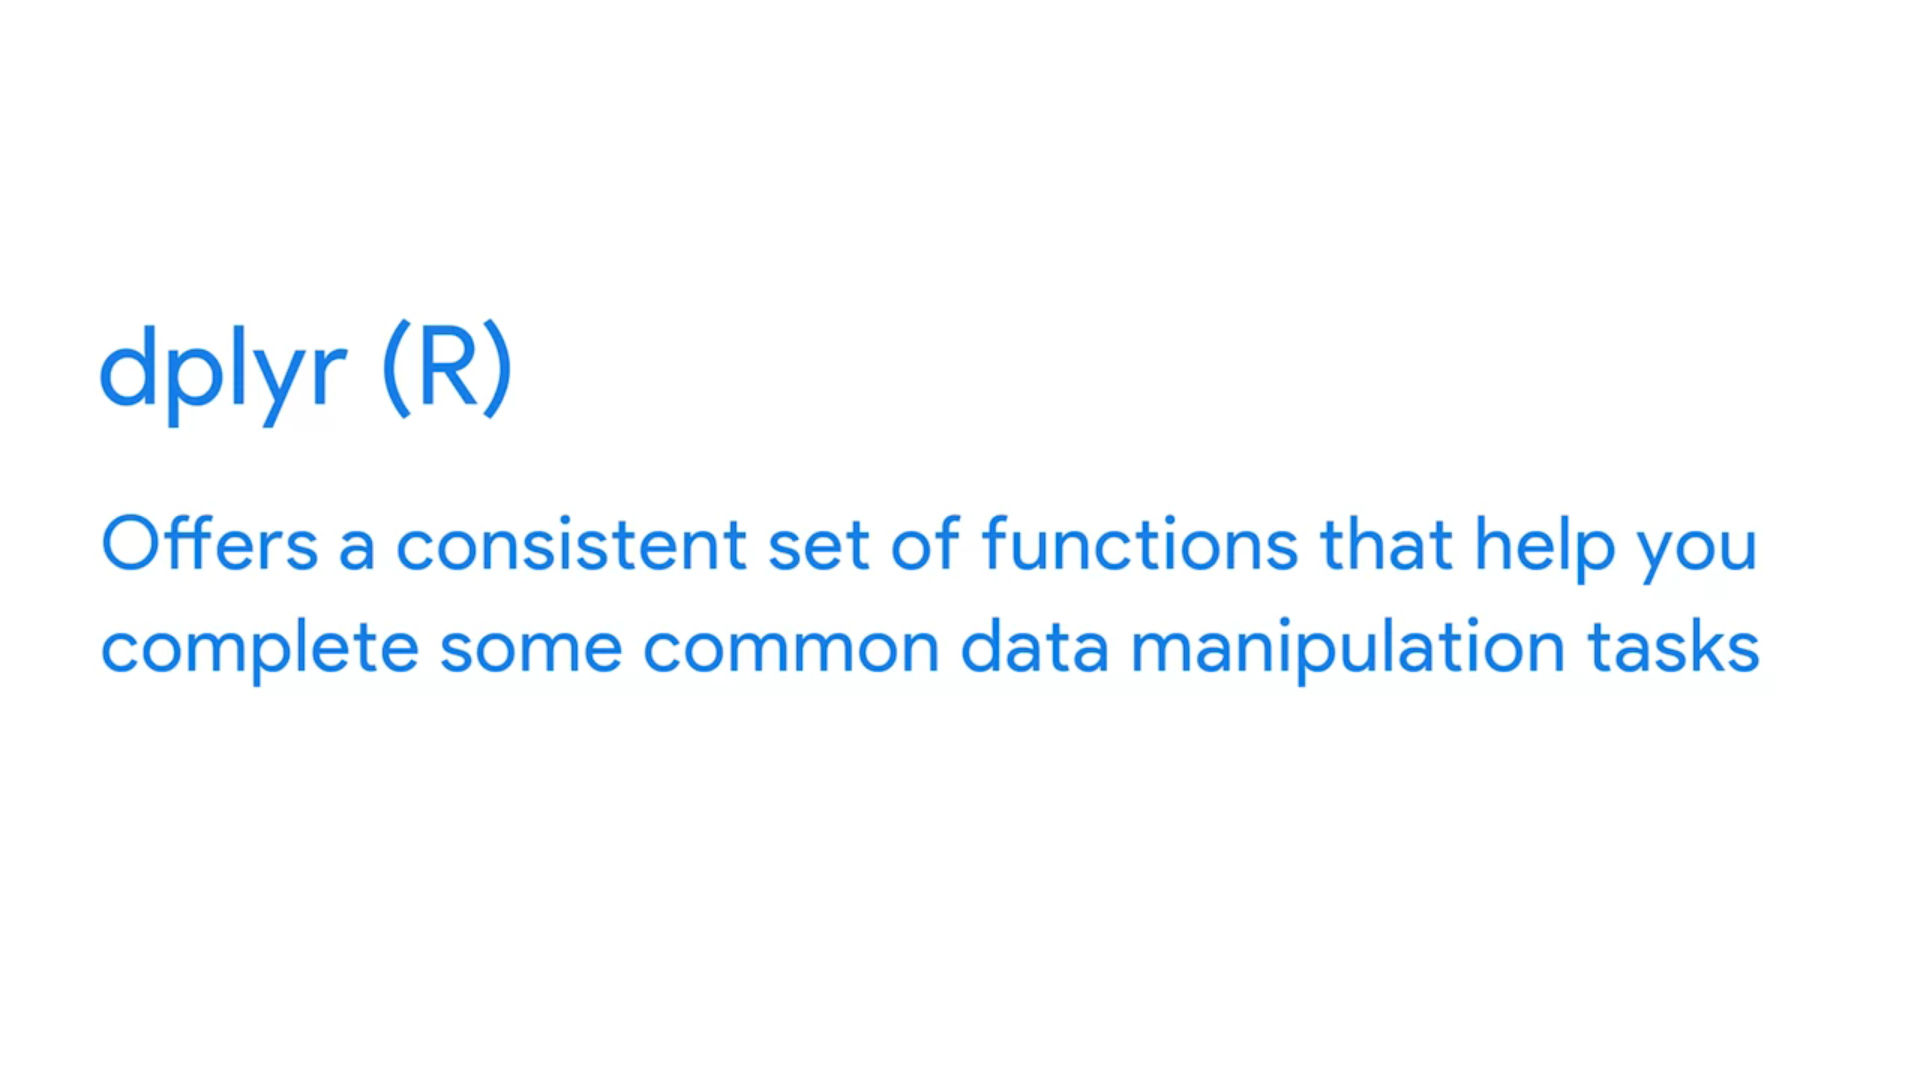 dplyr (R)
Offers a consistent set of functions that help you
complete some common data manipulation tasks